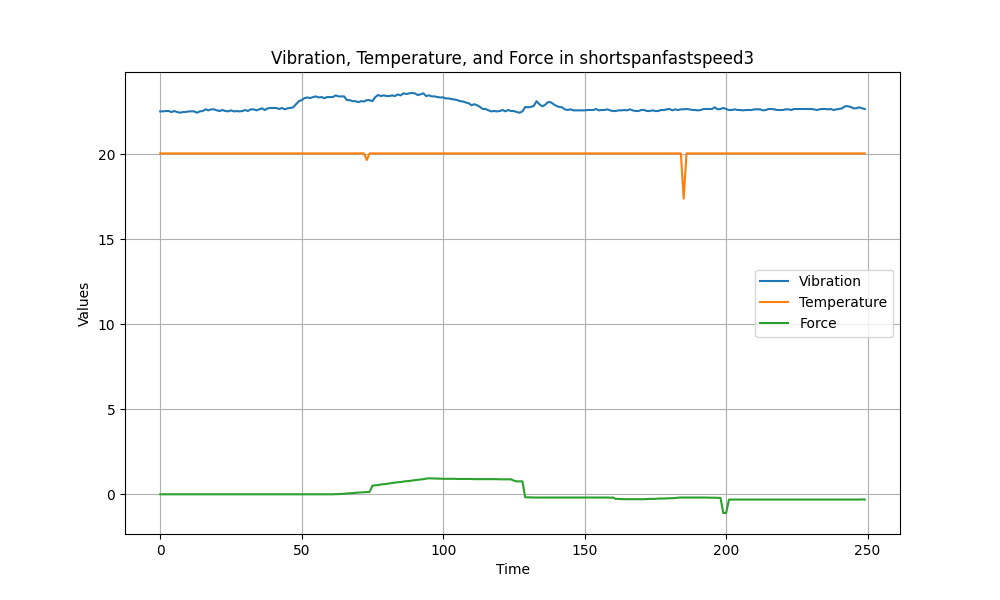 Vibration, Temperature, and Force in shortspanfastspeed3
Values
20
15
10
5
0
Vibration
Temperature
Force
0 50 100 150 200 250
Time